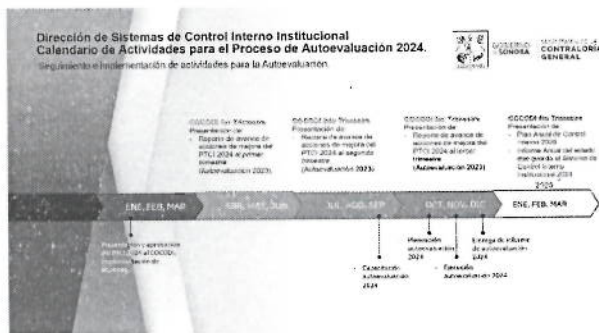 Dirección de Sistemas de Control Interno Institucional
Calendario de Actividades para el Proceso de Autoevaluación 2024.
Seguimiento e implementación de actividades para la Autoevaluación.
GOBIERNO
DE SONORA
SECRETARÍA DE LA
CONTRALORÍA
GENERAL
COCODI 1er Trimestre
Presentación de:
- Reporte de avance de
acciones de mejora del
PTCI 2024 al primer
trimestre
(Autoevaluación 2023).
COCODI 2do Trimestre
Presentación de:
- Reporte de avance de
acciones de mejora del
PTCI 2024 al segundo
trimestre
(Autoevaluación 2023).
COCODI 3er Trimestre
Presentación de:
- Reporte de avance de
acciones de mejora del
PTCI 2024 al tercer
trimestre
(Autoevaluación 2023)
COCODI 4to Trimestre
Presentación de:
- Plan Anual de Control
Interno
- Informe Anual del estado
que guarda el Sistema de
Control Interno
Institucional 2024
2025
ENE, FEB, MAR
ABR, MAY, JUN
JUL, AGO, SEP
OCT, NOV, DIC
ENE, FEB, MAR
Presentación y aprobación
al COCODI,
- Capacitación
autoevaluación
2024
Planeación
autoevaluación
2024
- Ejecución
autoevaluación 2024
Entrega de informe
de autoevaluación
2024